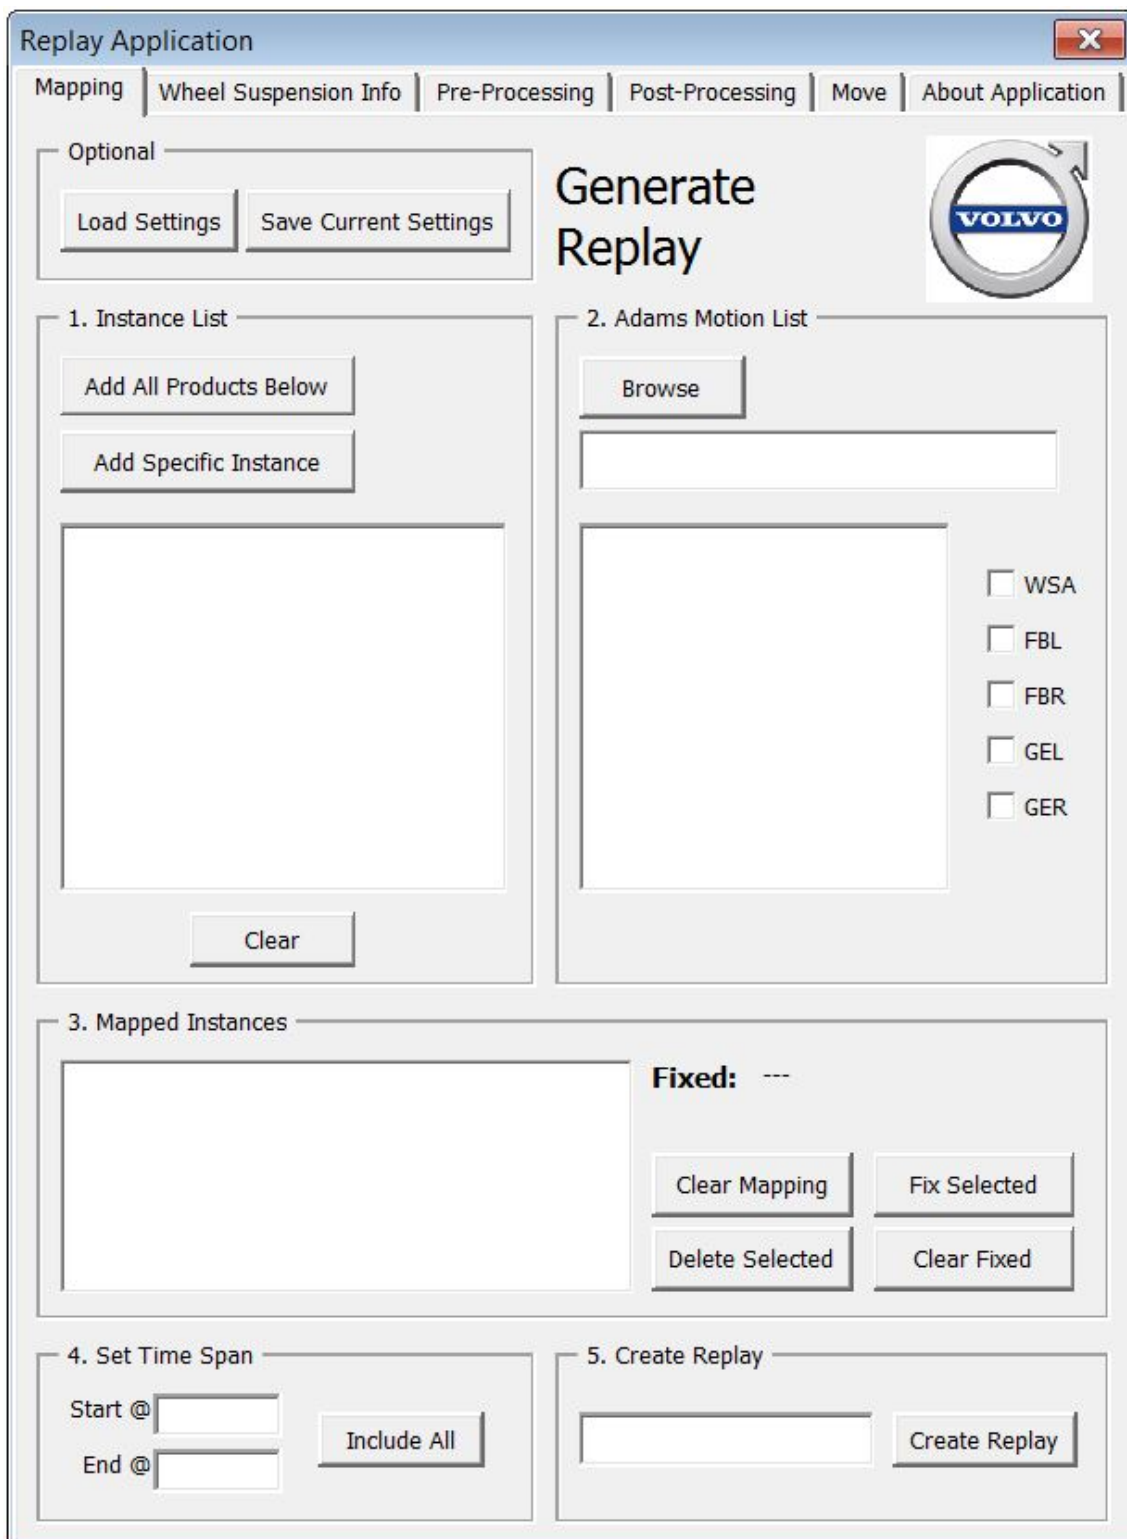 Replay Application
Mapping
Wheel Suspension Info
Pre-Processing
Post-Processing
Move
About Application
Optional
Load Settings
Save Current Settings
Generate
Replay
VOLVO
1. Instance List
Add All Products Below
Add Specific Instance
Clear
2. Adams Motion List
Browse
WSA
FBL
FBR
GEL
GER
3. Mapped Instances
Fixed: ---
Clear Mapping
Fix Selected
Delete Selected
Clear Fixed
4. Set Time Span
Start @
End @
Include All
5. Create Replay
Create Replay